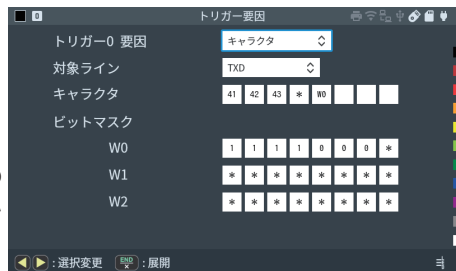 0 トリガー要因
トリガー0 要因 キャラクタ
対象ライン TXD
キャラクタ 41 42 43 * W0
ビットマスク
W0 1 1 1 1 0 0 0 *
W1 * * * * * * * *
W2 * * * * * * * *
:選択変更 END × :展開